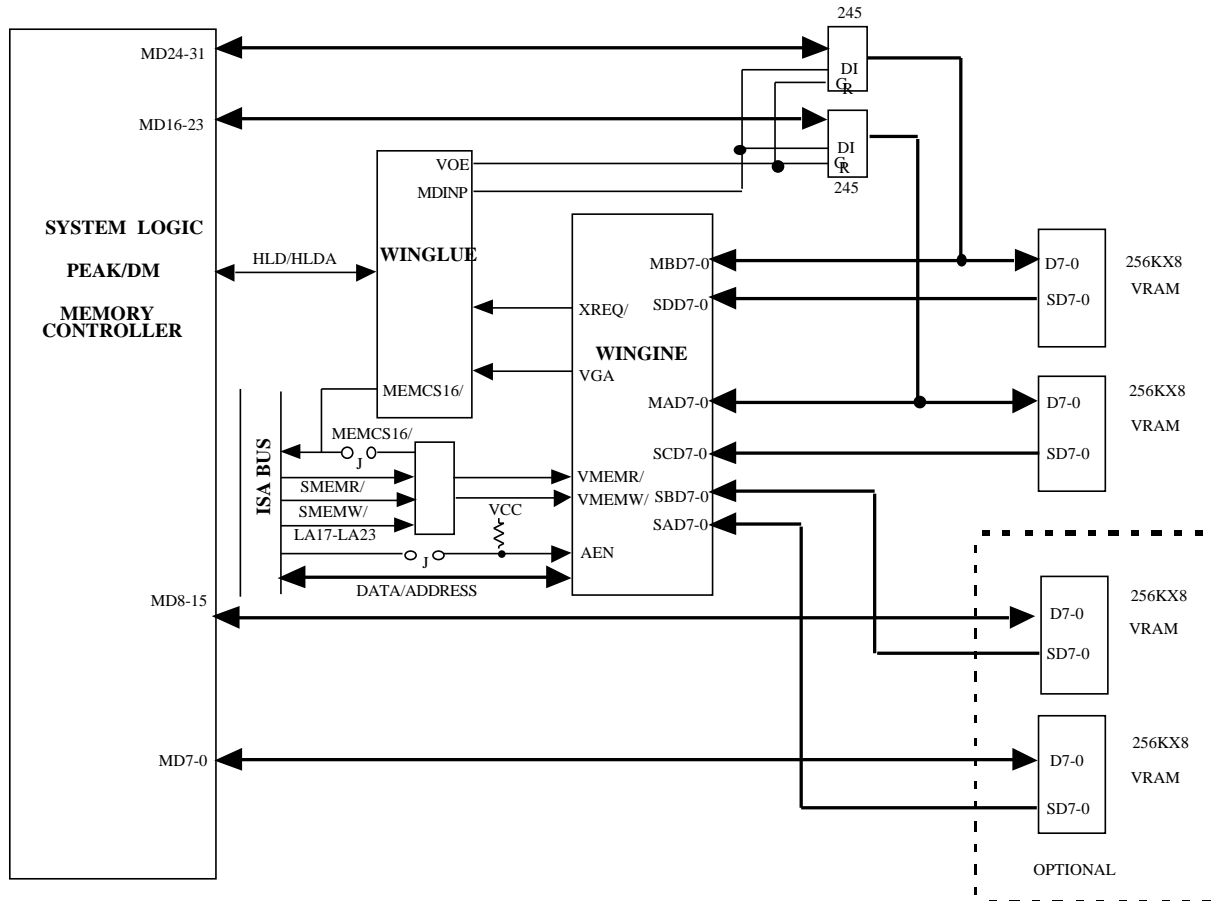 245
MD24-31
DI
G
R
MD16-23
DI
G
R
245
VOE
MDINP
SYSTEM LOGIC
PEAK/DM
MEMORY
CONTROLLER
HLD/HLDA
WINGLUE
MEMCS16/
XREQ/
VGA
WINGINE
MBD7-0
SDD7-0
MAD7-0
SCD7-0
SBD7-0
SAD7-0
VMEMR/
VMEMW/
AEN
D7-0
SD7-0
256KX8
VRAM
D7-0
SD7-0
256KX8
VRAM
ISA BUS
MEMCS16/
J
SMEMR/
SMEMW/
LA17-LA23
VCC
J
DATA/ADDRESS
MD8-15
D7-0
SD7-0
256KX8
VRAM
MD7-0
D7-0
SD7-0
256KX8
VRAM
OPTIONAL